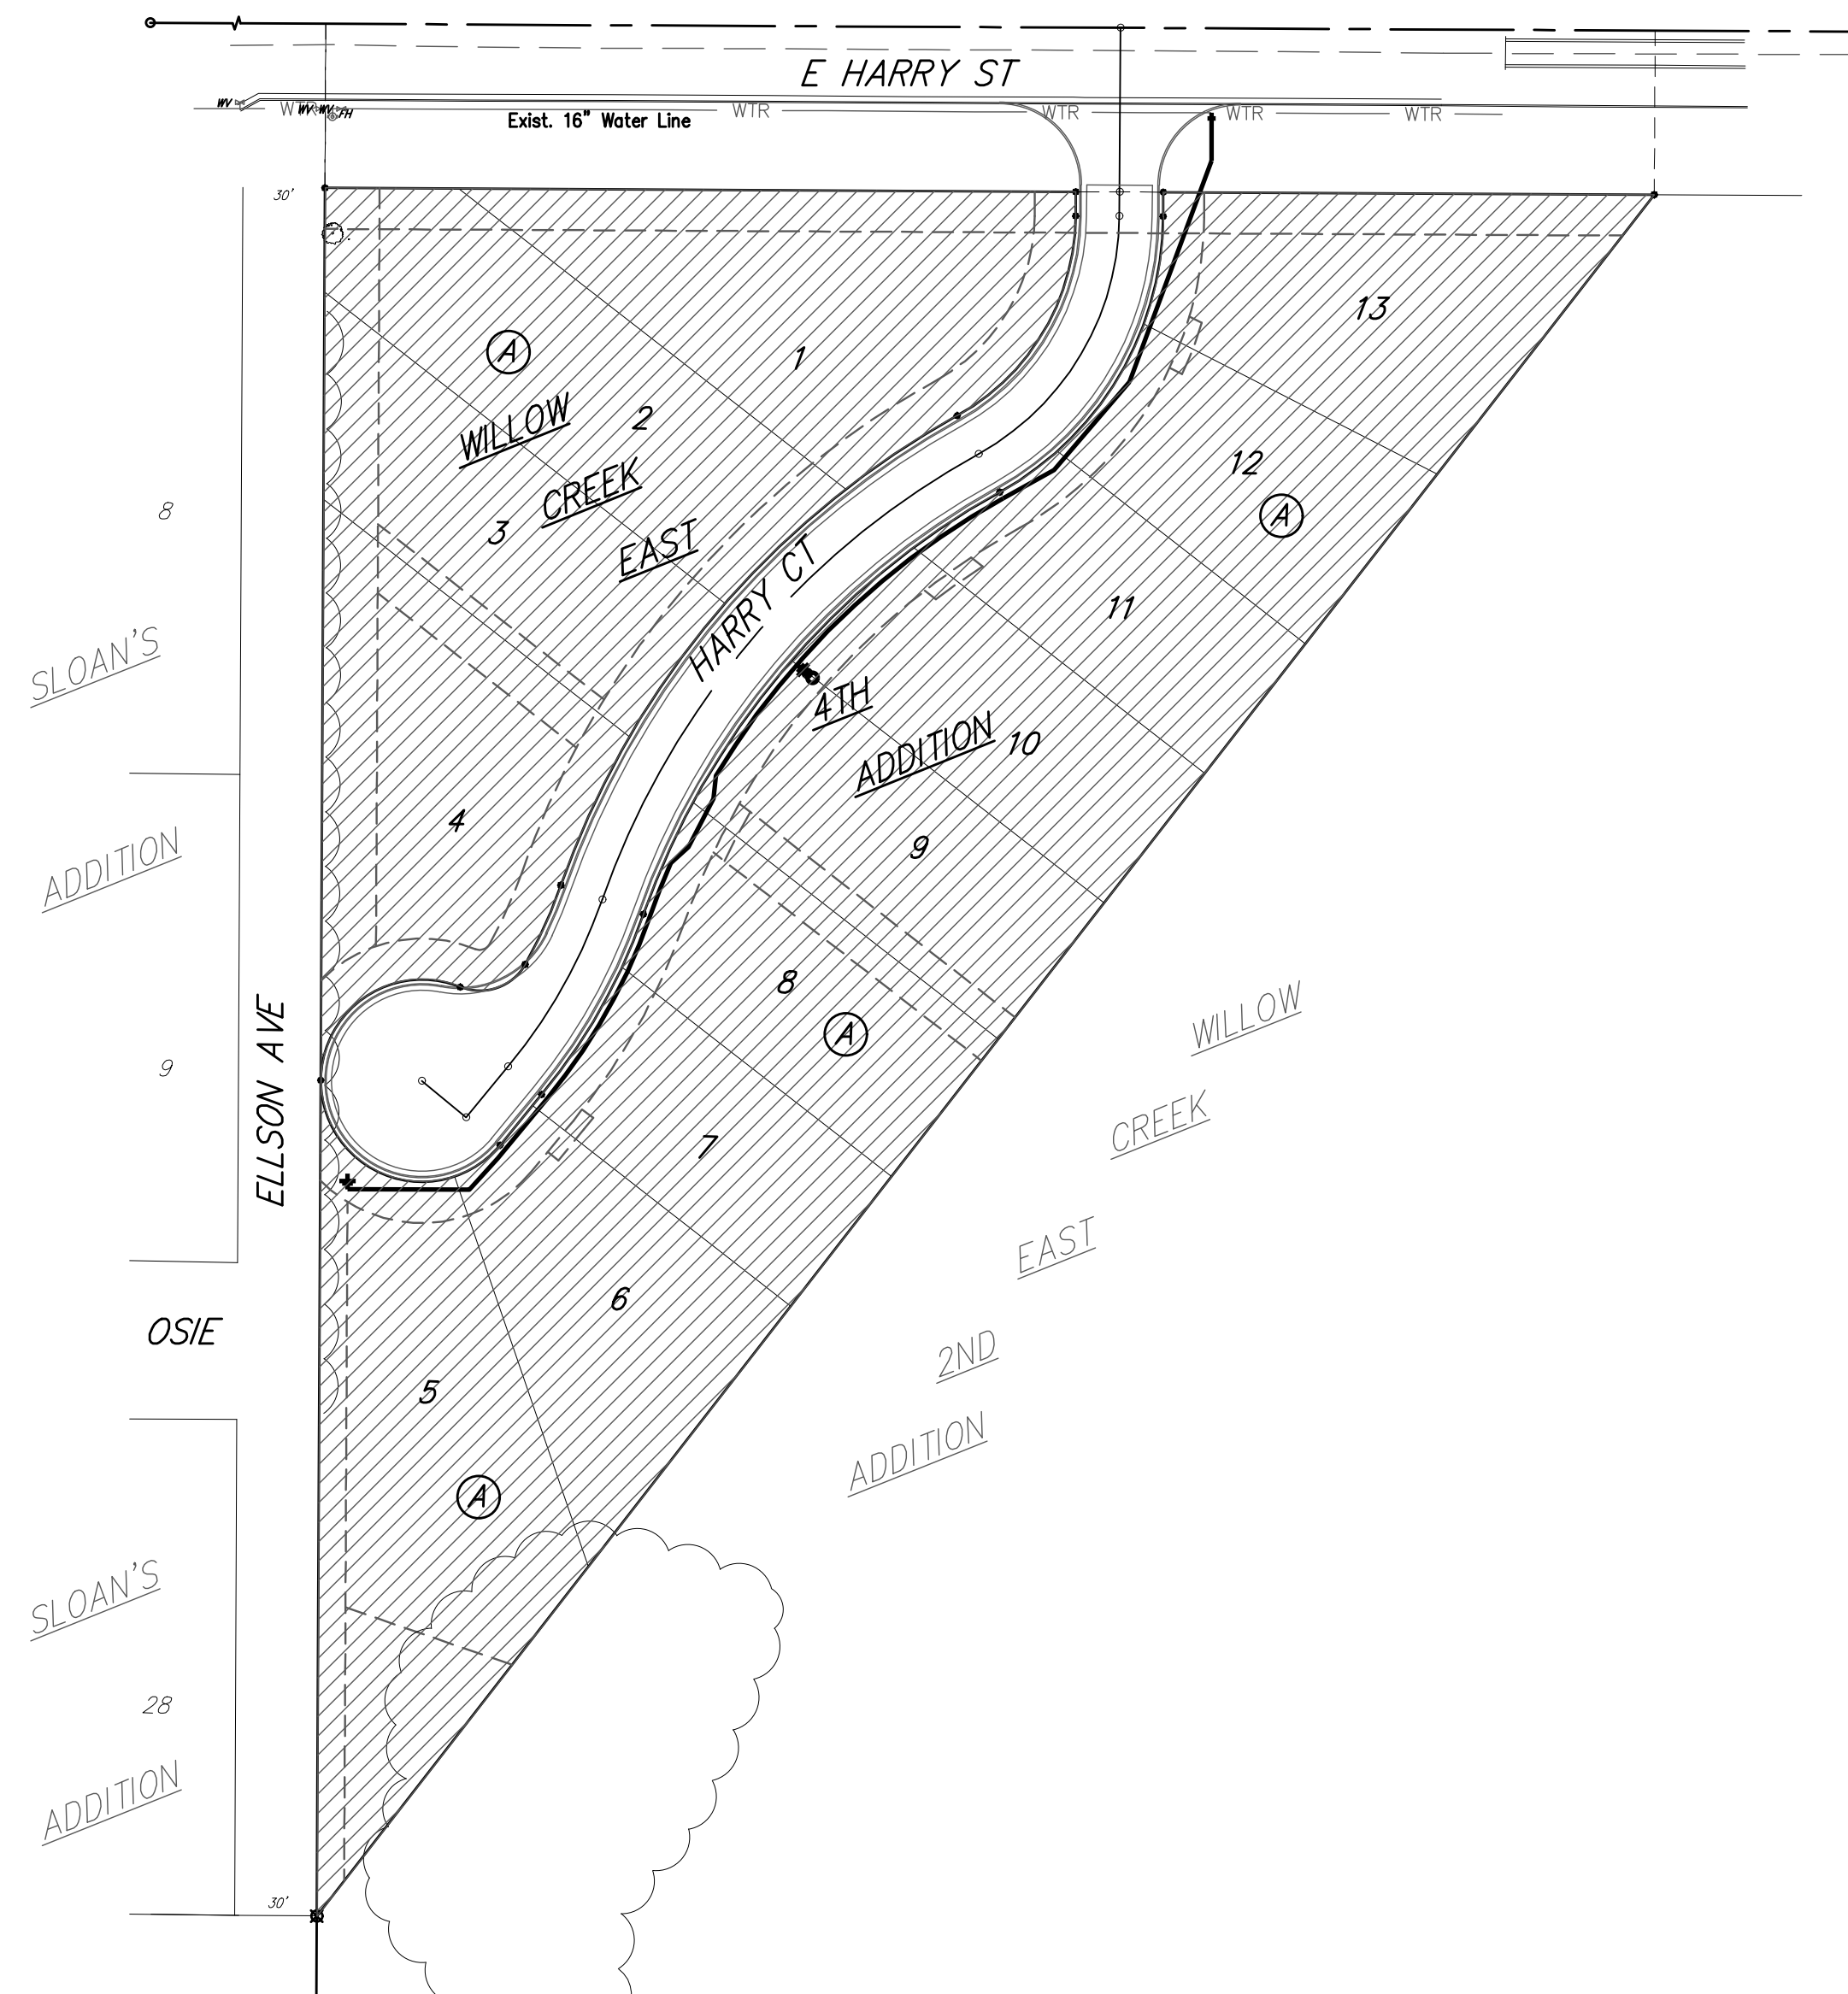 E HARRY ST
WV
WTR
WV
WV
FH
Exist. 16" Water Line
WTR
WTR
WTR
WTR
30'
13
A
1
2
WILLOW
CREEK
3
EAST
12
A
8
HARRY CT
11
SLOAN'S
4TH
ADDITION
10
4
9
ADDITION
8
A
WILLOW
9
ELLSON AVE
CREEK
7
EAST
6
OSIE
2ND
5
ADDITION
A
SLOAN'S
28
ADDITION
30'